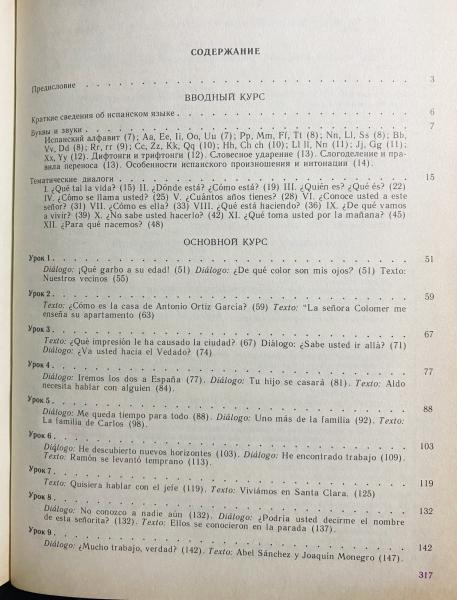 СОДЕРЖАНИЕ
Предисловие . . . 3
ВВОДНЫЙ КУРС
Краткие сведения об испанском языке . . . 6
Буквы и звуки . . . 7
Испанский алфавит (7); Aa, Ee, Ii, Oo, Uu (7); Pp, Mm, Ff, Tt (8); Nn, Ll, Ss (8); Bb,
Vv, Dd (8); Rr, rr (9); Cc, Zz, Kk, Qq (10); Hh, Ch ch (10); Ll ll, Ññ (11); Jj, Gg (11);
Xx, Yy (12). Дифтонги и трифтонги (12). Словесное ударение (13). Слогоделение и пра-
вила переноса (13). Особенности испанского произношения и интонации (14).
Тематические диалоги . . . 15
I. ¿Qué tal la vida? (15) II. ¿Dónde está? ¿Cómo está? (19) III. ¿Quién es? ¿Qué és? (22)
IV. ¿Cómo se llama usted? (25) V. ¿Cuántos años tienes? (28) VI. ¿Conoce usted a este
señor? (31) VII. ¿Cómo es ella? (33) VIII. ¿Qué está haciendo? (36) IX. ¿De qué vamos
a vivir? (39) X. ¿No sabe usted hacerlo? (42) XI. ¿Qué toma usted por la mañana? (45)
XII. ¿Para qué nacemos? (48)
ОСНОВНОЙ КУРС
Урок 1 . . . 51
Diálogo: ¡Qué garbo a su edad! (51) Diálogo: ¿De qué color son mis ojos? (51) Texto:
Nuestros vecinos (55)
Урок 2 . . . 59
Texto: ¿Cómo es la casa de Antonio Ortiz García? (59) Texto: "La señora Colomer me
enseña su apartamento (63)
Урок 3 . . . 67
Texto: ¿Qué impresión le ha causado la ciudad? (67) Diálogo: ¿Sabe usted ir allá? (71)
Diálogo: ¿Va usted hacia el Vedado? (74)
Урок 4 . . . 77
Diálogo: Iremos los dos a España (77). Diálogo: Tu hijo se casará (81). Texto: Aldo
necesita hablar con alguien (84).
Урок 5 . . . 88
Diálogo: Me queda tiempo para todo (88). Diálogo: Uno más de la familia (92). Texto:
La familia de Carlos (98).
Урок 6 . . . 103
Diálogo: He descubierto nuevos horizontes (103). Diálogo: He encontrado trabajo (109).
Texto: Ramón se levantó temprano (113).
Урок 7 . . . 119
Texto: Quisiera hablar con el jefe (119). Texto: Viviámos en Santa Clara. (125)
Урок 8 . . . 132
Diálogo: No conozco a nadie aún (132). Diálogo: ¿Podría usted decirme el nombre
de esta señorita? (132). Texto: Ellos se conocieron en la parada (137).
Урок 9 . . . 142
Diálogo: ¿Mucho trabajo, verdad? (142). Texto: Abel Sánchez y Joaquín Monegro (147).
317